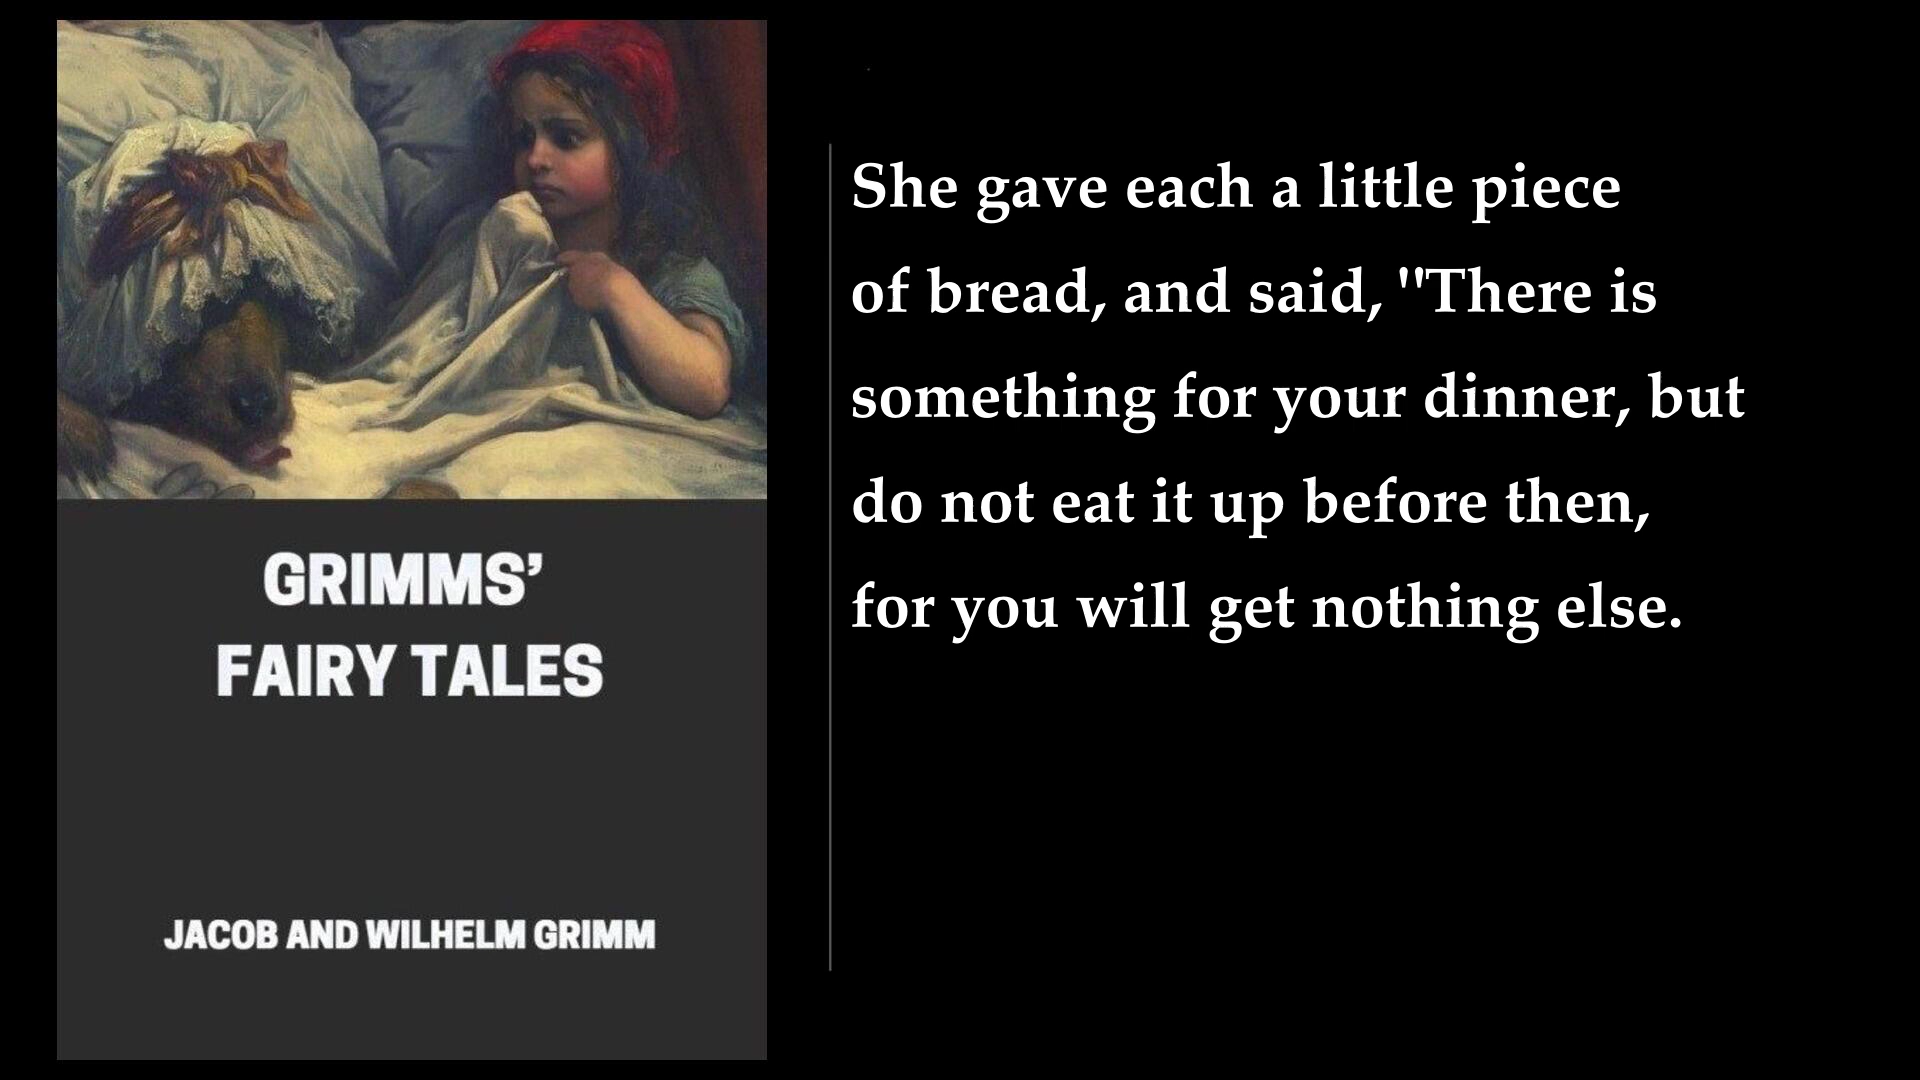 GRIMMS’
FAIRY TALES
JACOB AND WILHELM GRIMM
She gave each a little piece
of bread, and said, "There is
something for your dinner, but
do not eat it up before then,
for you will get nothing else.